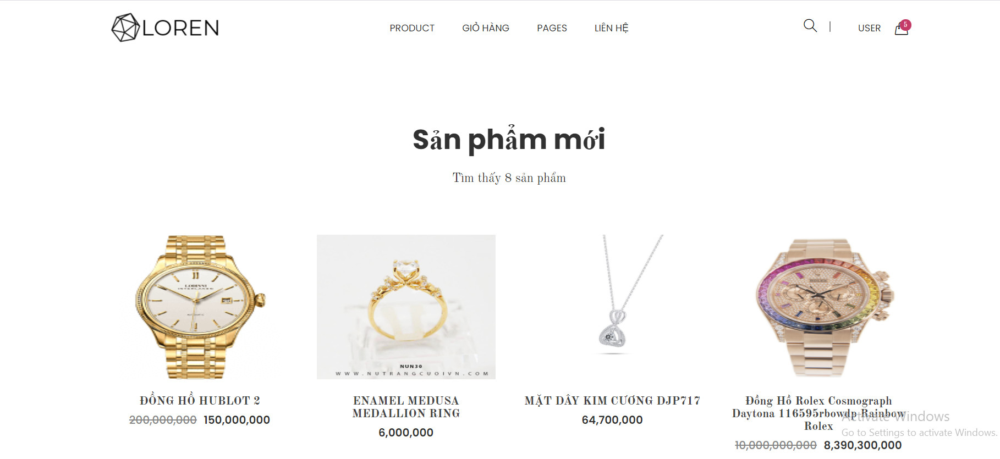 LOREN
PRODUCT GIỎ HÀNG PAGES LIÊN HỆ USER 5
Sản phẩm mới
Tìm thấy 8 sản phẩm
LOBINNI
ROLEX
NUN30
WWW.NUTRANGCUOIVN.COM
ĐỒNG HỒ HUBLOT 2
200,000,000 150,000,000
ENAMEL MEDUSA
MEDALLION RING
6,000,000
MẶT DÂY KIM CƯƠNG DJP717
64,700,000
Đồng Hồ Rolex Cosmograph
Daytona 116595rbowdp Rainbow
Rolex
10,000,000,000 8,390,300,000
Activate Windows
Go to Settings to activate Windows.